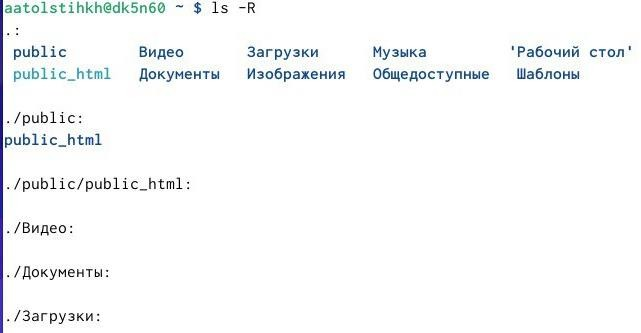 aatolstihkh@dk5n60 ~ $ ls -R
.:
public Видео Загрузки Музыка 'Рабочий стол'
public_html Документы Изображения Общедоступные Шаблоны
./public:
public_html
./public/public_html:
./Видео:
./Документы:
./Загрузки: